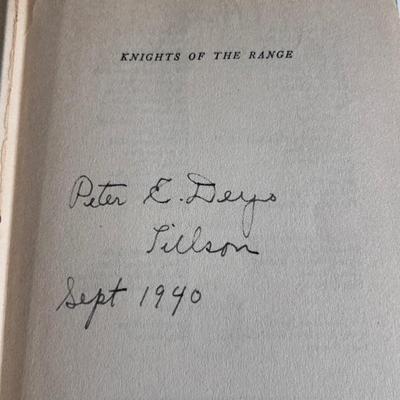 KNIGHTS OF THE RANGE
Peter E. Deyo
Tillson
Sept 1940